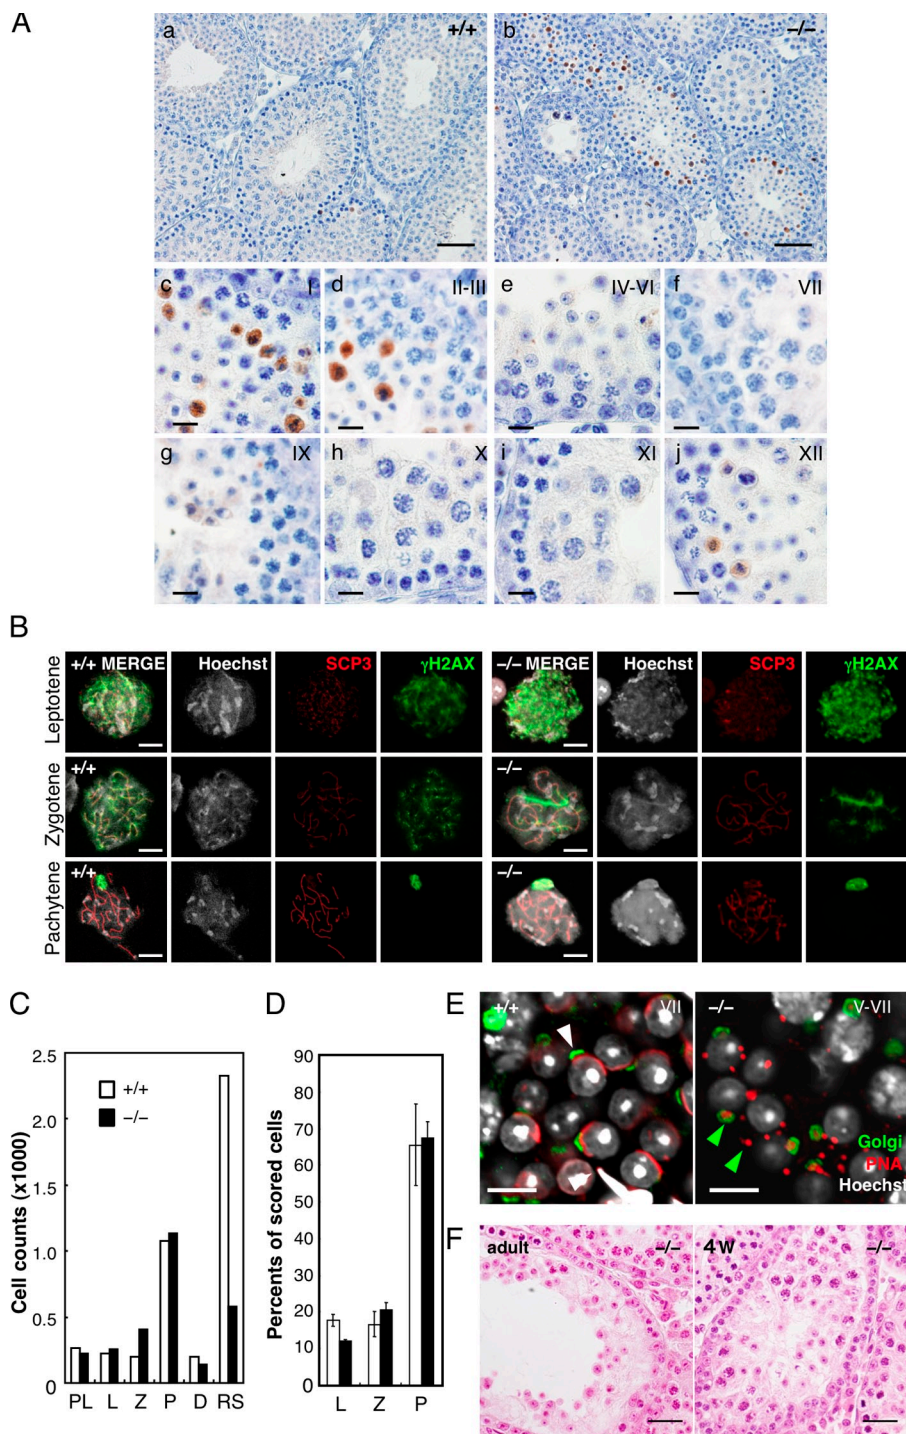 A
a +/+ b –/–
c I d II-III e IV-VI f VII
g IX h X i XI j XII
B
Leptotene +/+ MERGE Hoechst SCP3 γH2AX –/– MERGE Hoechst SCP3 γH2AX
Zygotene +/+ –/–
Pachytene +/+ –/–
C
Cell counts (x1000)
2.5
2.0
1.5
1.0
0.5
0
+/+
–/–
PL L Z P D RS
D
Percents of scored cells
90
80
70
60
50
40
30
20
10
0
L Z P
E
+/+ VII –/– V-VII
Golgi
PNA
Hoechst
F
adult –/– 4 W –/–